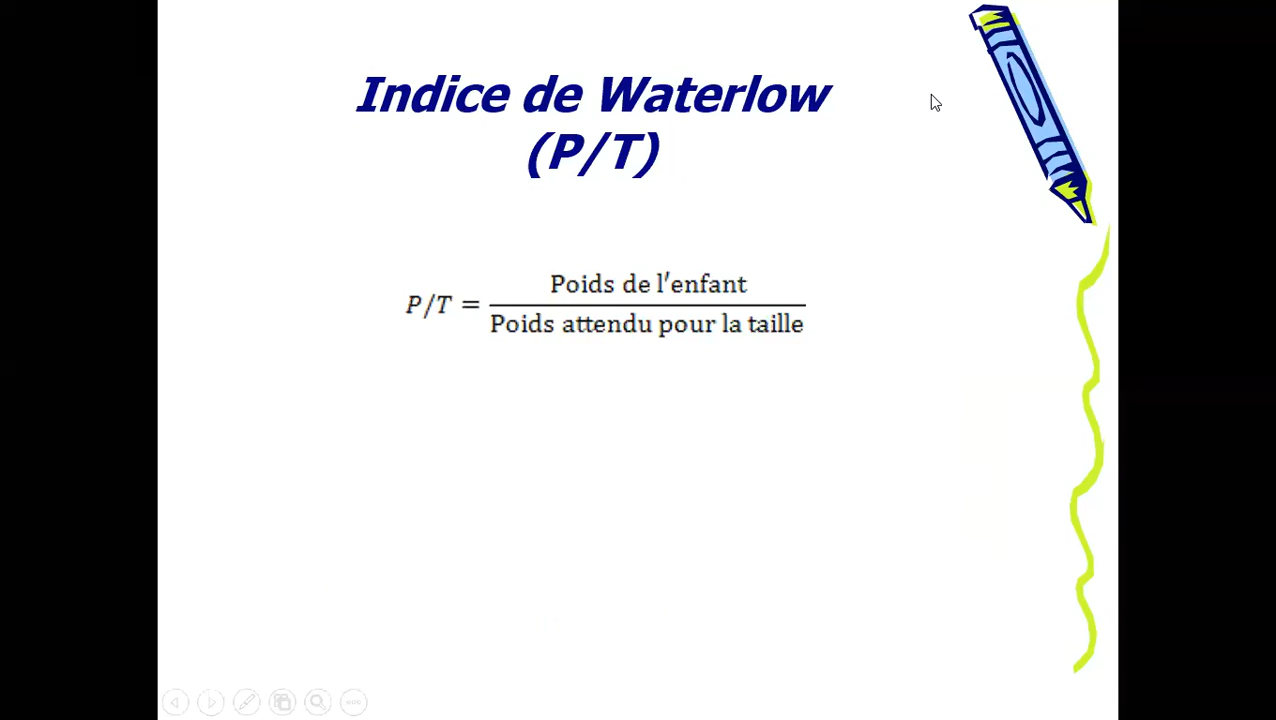 Indice de Waterlow
(P/T)
P/T = Poids de l'enfant
Poids attendu pour la taille